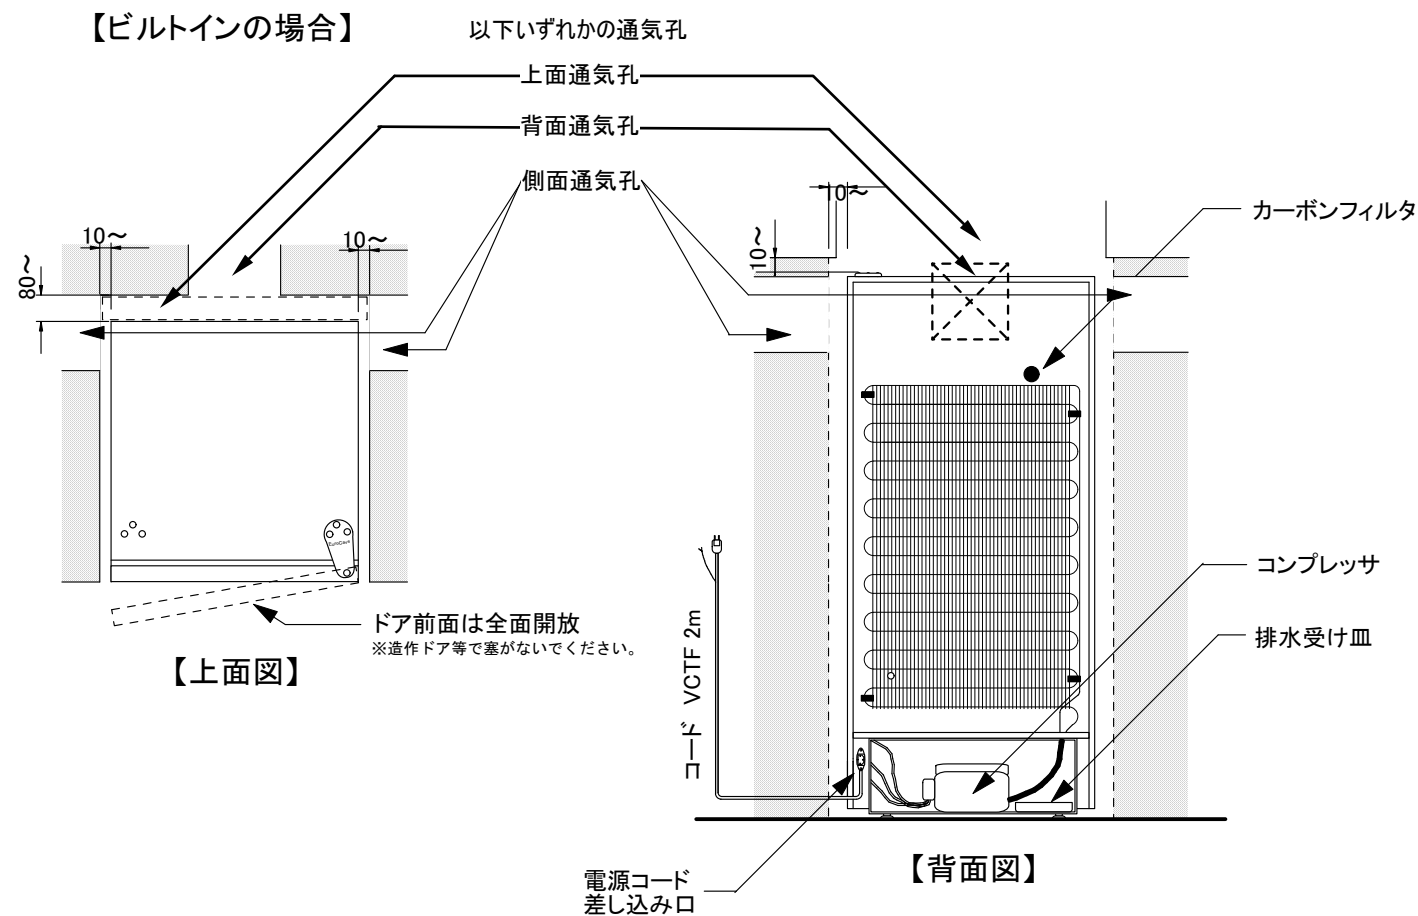 【ビルトインの場合】
以下いずれかの通気孔
上面通気孔
背面通気孔
側面通気孔
10～
10～
80～
10～
10～
カーボンフィルタ
EuroCave
ドア前面は全面開放
※造作ドア等で塞がないでください。
【上面図】
コード VCTF 2m
コンプレッサ
排水受け皿
電源コード
差し込み口
【背面図】